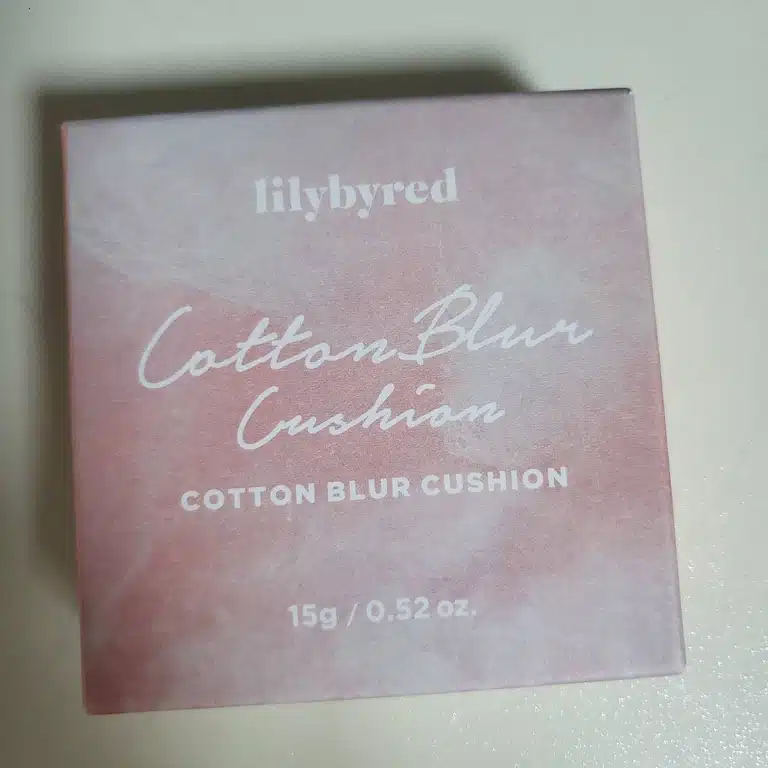 lilybyred
Cotton Blur
Cushion
COTTON BLUR CUSHION
15g / 0.52 oz.